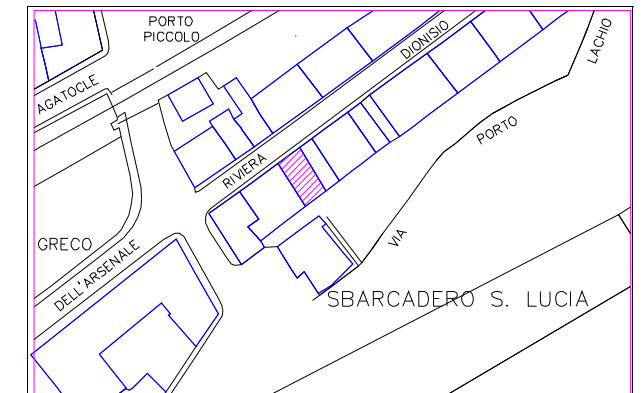 PORTO
PICCOLO
DIONISIO
LACHIO
AGATOCLE
PORTO
RIVIERA
GRECO
DELL'ARSENALE
VIA
SBARCADERO S. LUCIA